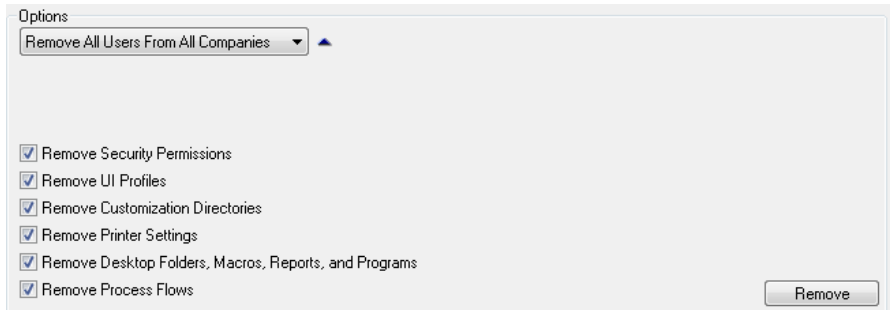 Options
Remove All Users From All Companies
Remove Security Permissions
Remove UI Profiles
Remove Customization Directories
Remove Printer Settings
Remove Desktop Folders, Macros, Reports, and Programs
Remove Process Flows
Remove